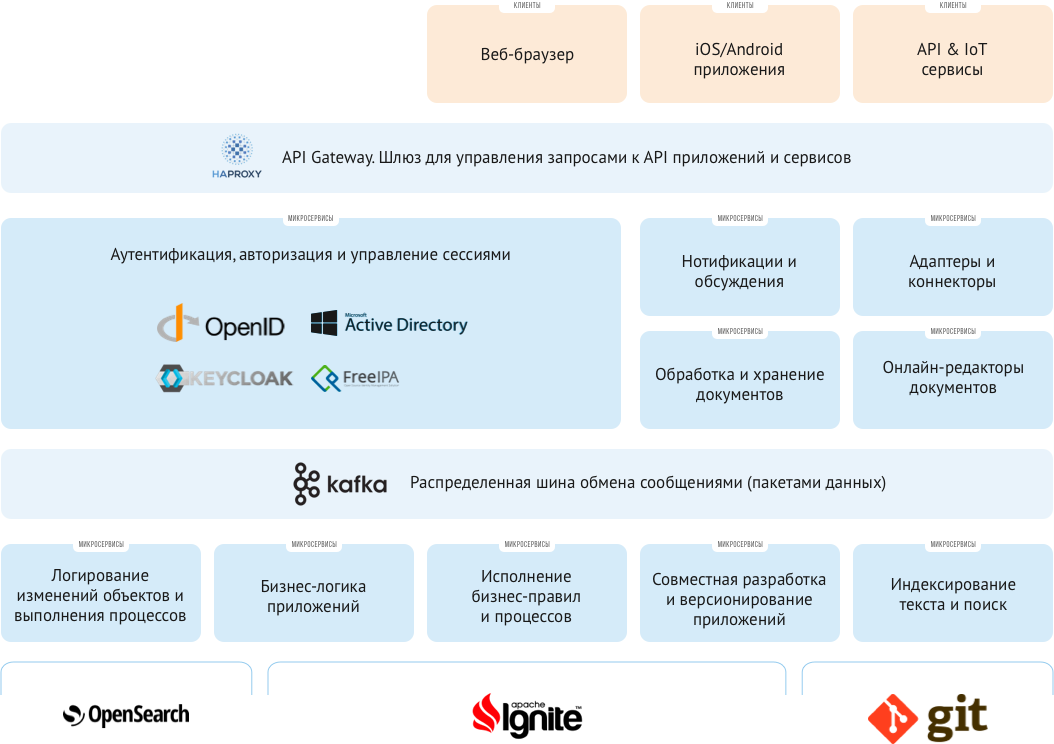 КЛИЕНТЫ
КЛИЕНТЫ
КЛИЕНТЫ
Веб-браузер
iOS/Android
приложения
API & IoT
сервисы
HAPROXY
API Gateway. Шлюз для управления запросами к API приложений и сервисов
МИКРОСЕРВИСЫ
Аутентификация, авторизация и управление сессиями
OpenID
Microsoft
Active Directory
KEYCLOAK
FreeIPA
МИКРОСЕРВИСЫ
Нотификации и
обсуждения
МИКРОСЕРВИСЫ
Адаптеры и
коннекторы
МИКРОСЕРВИСЫ
Обработка и хранение
документов
МИКРОСЕРВИСЫ
Онлайн-редакторы
документов
kafka
Распределенная шина обмена сообщениями (пакетами данных)
МИКРОСЕРВИСЫ
Логирование
изменений объектов и
выполнения процессов
МИКРОСЕРВИСЫ
Бизнес-логика
приложений
МИКРОСЕРВИСЫ
Исполнение
бизнес-правил
и процессов
МИКРОСЕРВИСЫ
Совместная разработка
и версионирование
приложений
МИКРОСЕРВИСЫ
Индексирование
текста и поиск
OpenSearch
apache
Ignite™
git